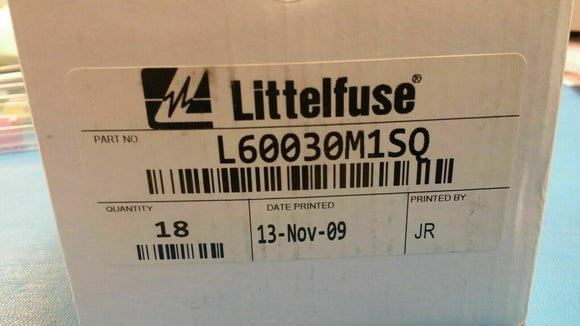 Littelfuse®
PART NO.
L60030M1SQ
QUANTITY
18
DATE PRINTED
13-Nov-09
PRINTED BY:
JR